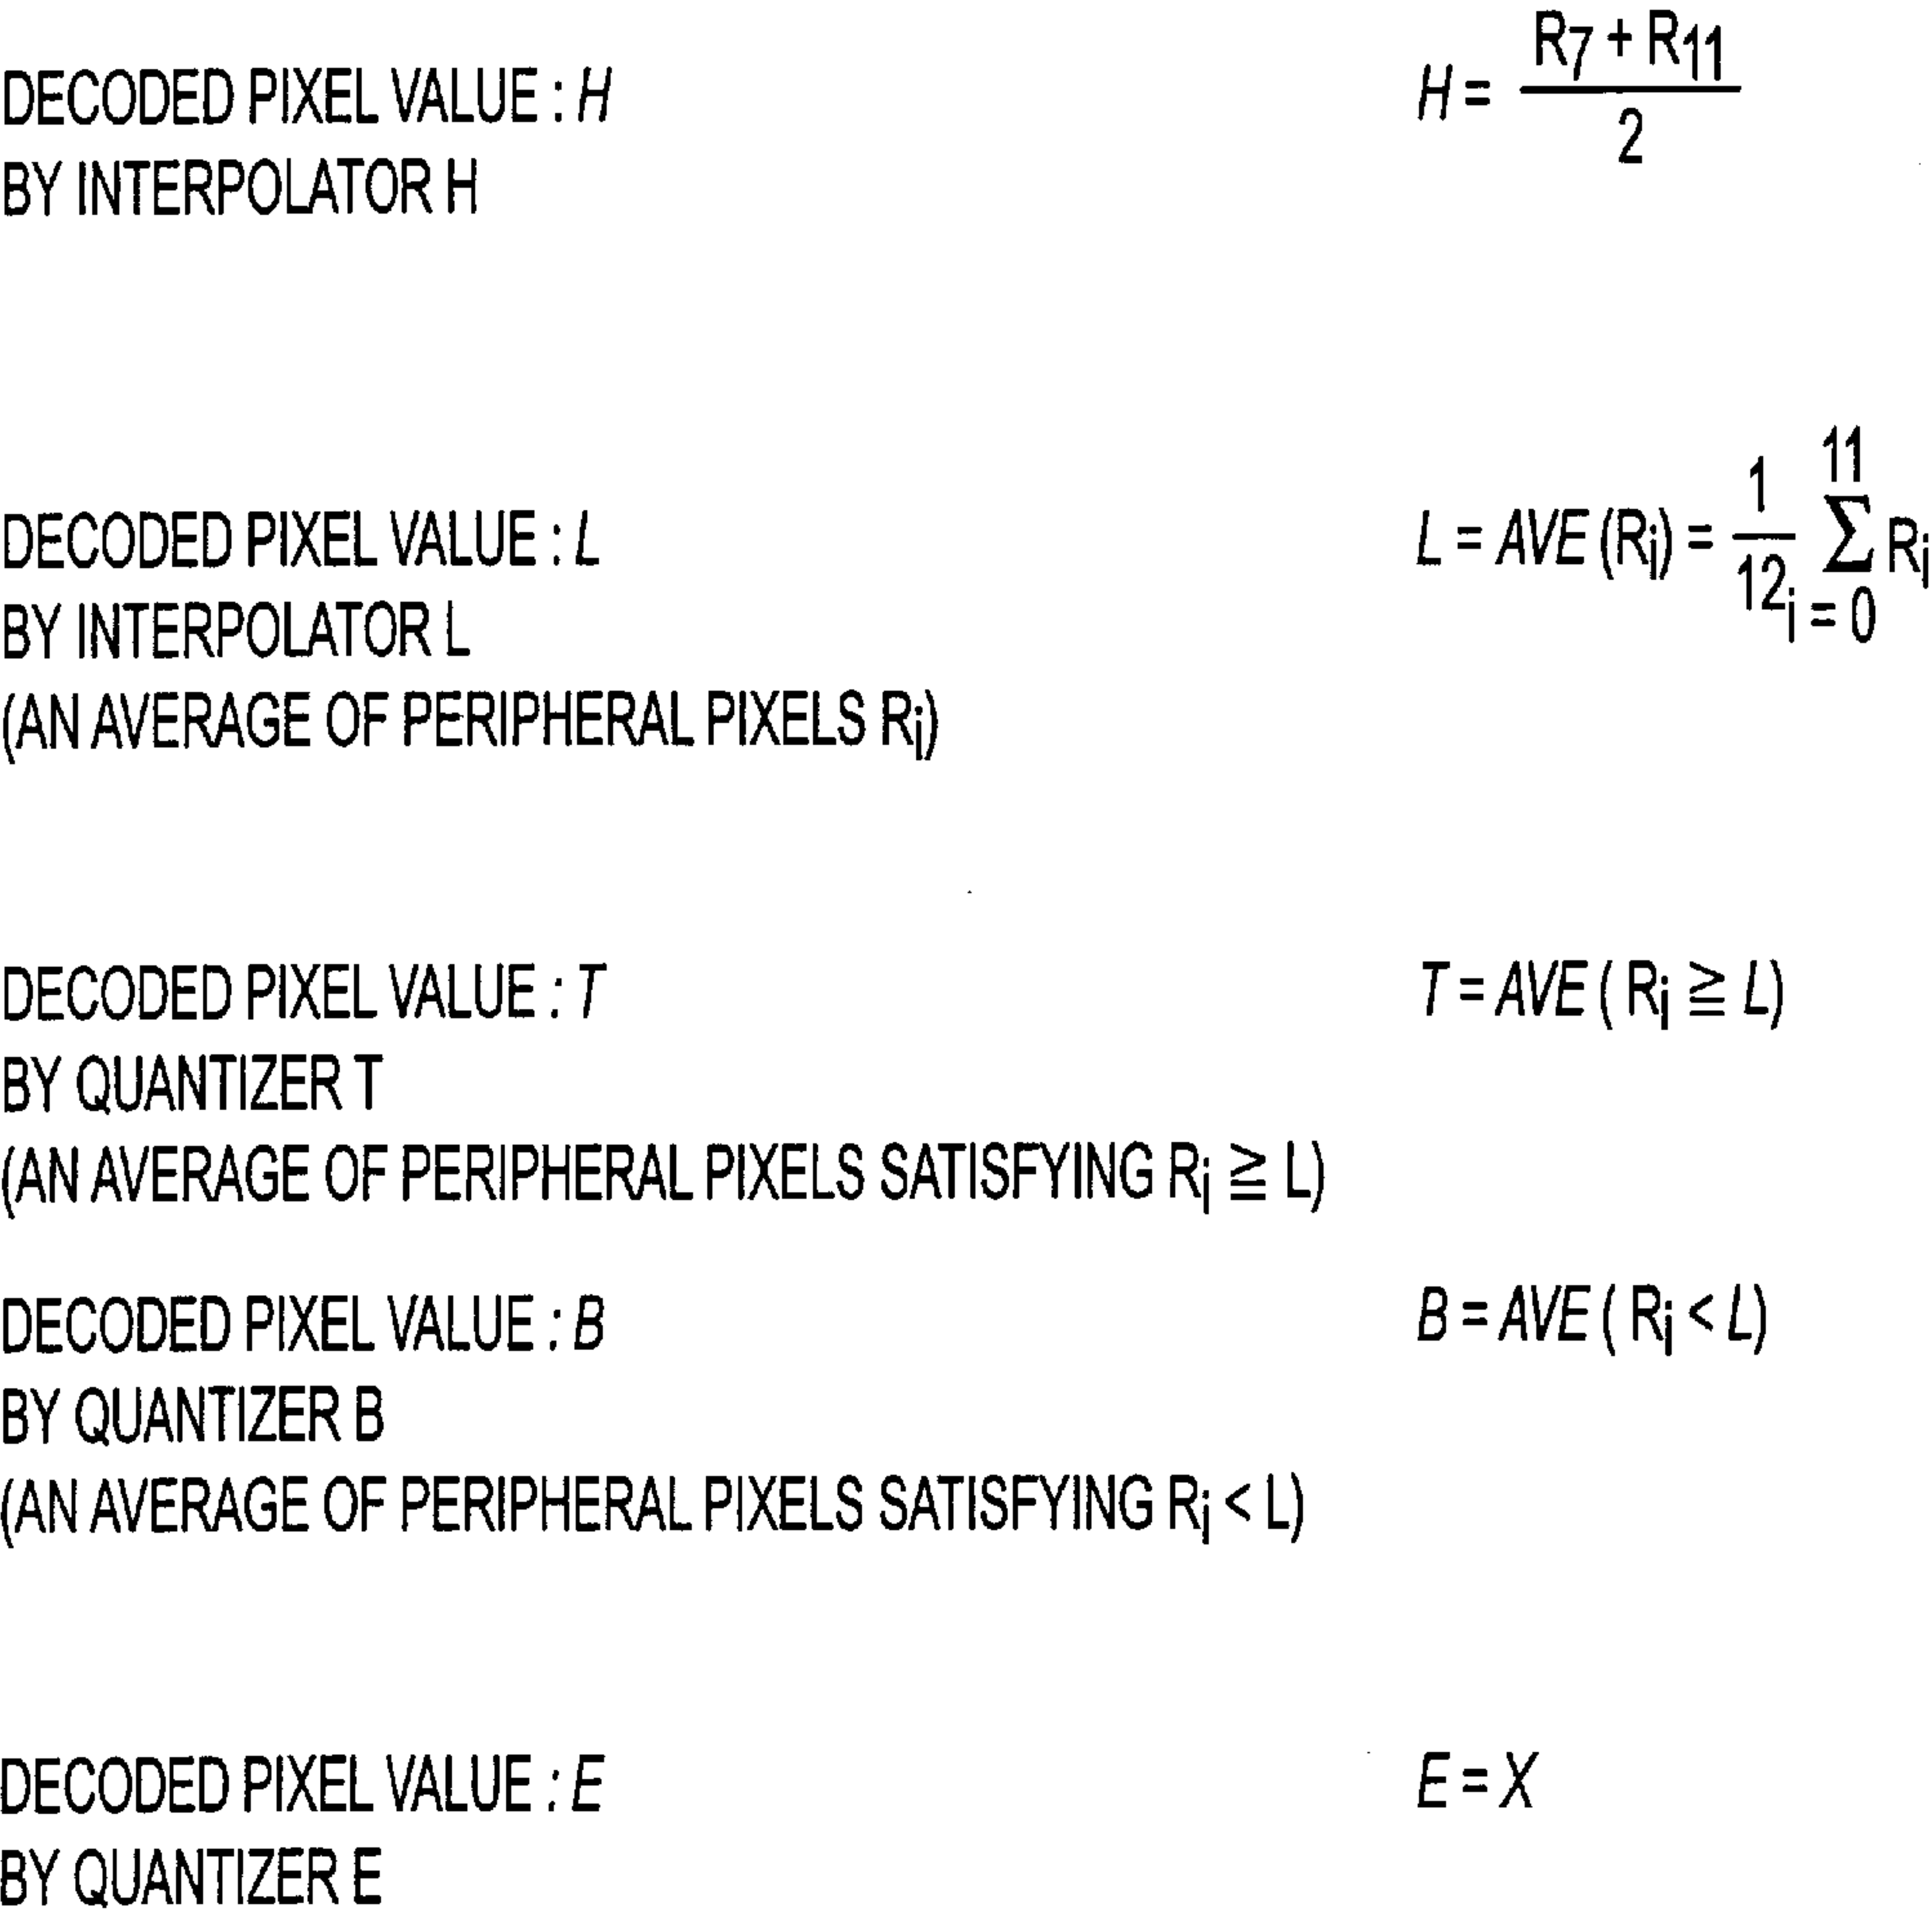 DECODED PIXEL VALUE : H    H = (R7 + R11) / 2
BY INTERPOLATOR H
DECODED PIXEL VALUE : L    L = AVE (Ri) = 1/12 11 Σ i = 0 Ri
BY INTERPOLATOR L
(AN AVERAGE OF PERIPHERAL PIXELS Ri)
DECODED PIXEL VALUE : T    T = AVE ( Ri ≧ L)
BY QUANTIZER T
(AN AVERAGE OF PERIPHERAL PIXELS SATISFYING Ri ≧ L)
DECODED PIXEL VALUE : B    B = AVE ( Ri < L)
BY QUANTIZER B
(AN AVERAGE OF PERIPHERAL PIXELS SATISFYING Ri < L)
DECODED PIXEL VALUE : E    E = X
BY QUANTIZER E